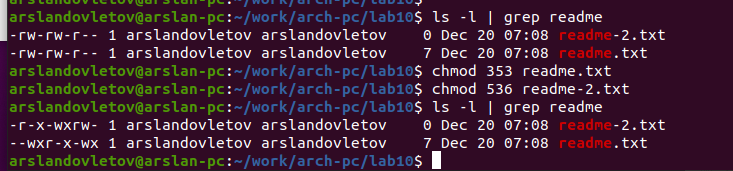 arslandovletov@arslan-pc:~/work/arch-pc/lab10$ ls -l | grep readme
-rw-rw-r-- 1 arslandovletov arslandovletov    0 Dec 20 07:08 readme-2.txt
-rw-rw-r-- 1 arslandovletov arslandovletov    7 Dec 20 07:08 readme.txt
arslandovletov@arslan-pc:~/work/arch-pc/lab10$ chmod 353 readme.txt
arslandovletov@arslan-pc:~/work/arch-pc/lab10$ chmod 536 readme-2.txt
arslandovletov@arslan-pc:~/work/arch-pc/lab10$ ls -l | grep readme
-r-x-wxrw- 1 arslandovletov arslandovletov    0 Dec 20 07:08 readme-2.txt
--wxr-x-wx 1 arslandovletov arslandovletov    7 Dec 20 07:08 readme.txt
arslandovletov@arslan-pc:~/work/arch-pc/lab10$